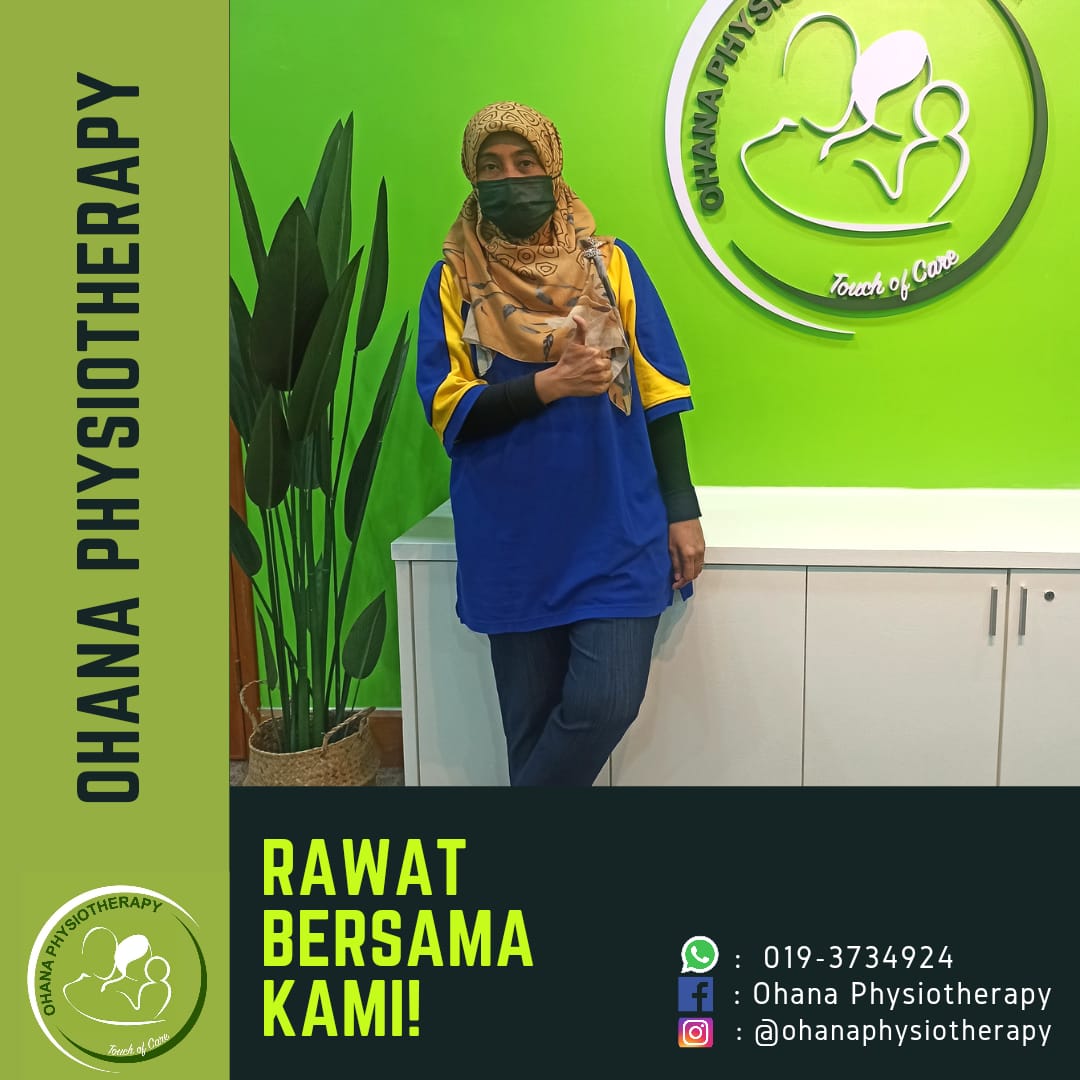 OHANA PHYSIOTHERAPY
OHANA PHYSIO
Touch of Care
RAWAT
BERSAMA
KAMI!
OHANA PHYSIOTHERAPY
Touch of Care
: 019-3734924
: Ohana Physiotherapy
: @ohanaphysiotherapy